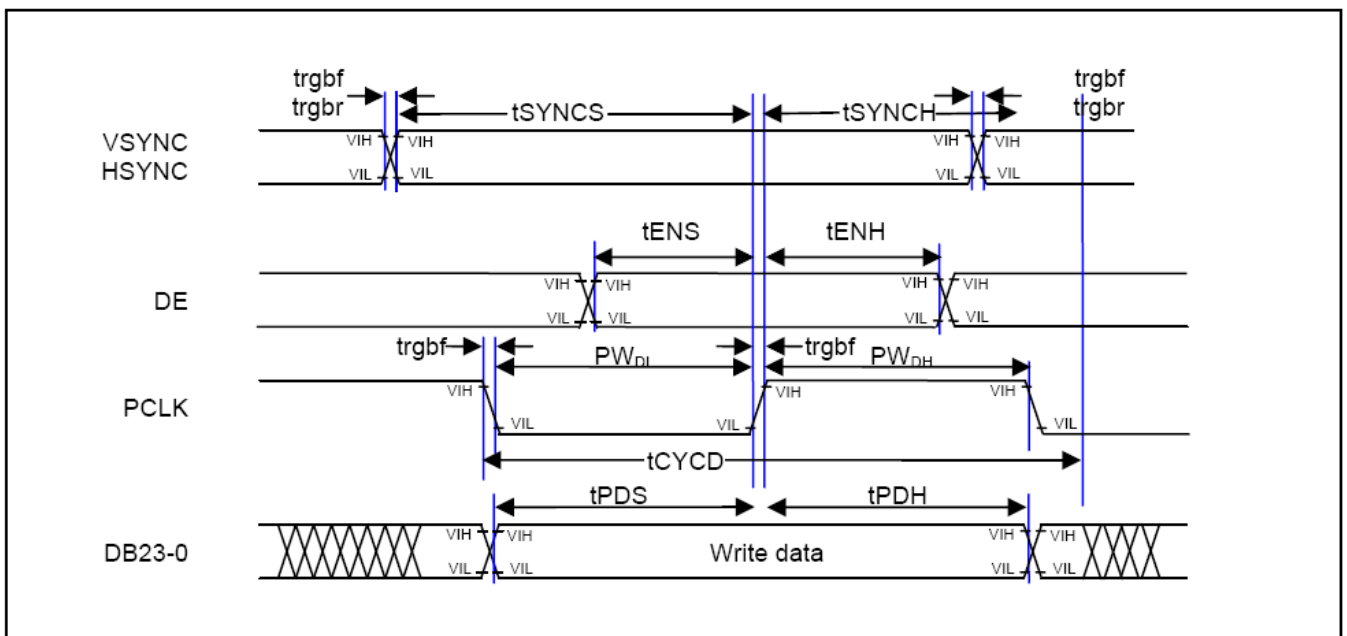 trgbf
trgbr
tSYNCS
tSYNCH
trgbf
trgbr
VSYNC
HSYNC
VIH VIH VIH VIH
VIL VIL VIL VIL
tENS tENH
DE
VIH VIH VIH VIH
VIL VIL VIL VIL
trgbf PWDL trgbf PWDH
PCLK
VIH VIH VIH
VIL VIL VIL
tCYCD
tPDS tPDH
DB23-0
VIH VIH Write data VIH VIH
VIL VIL VIL VIL